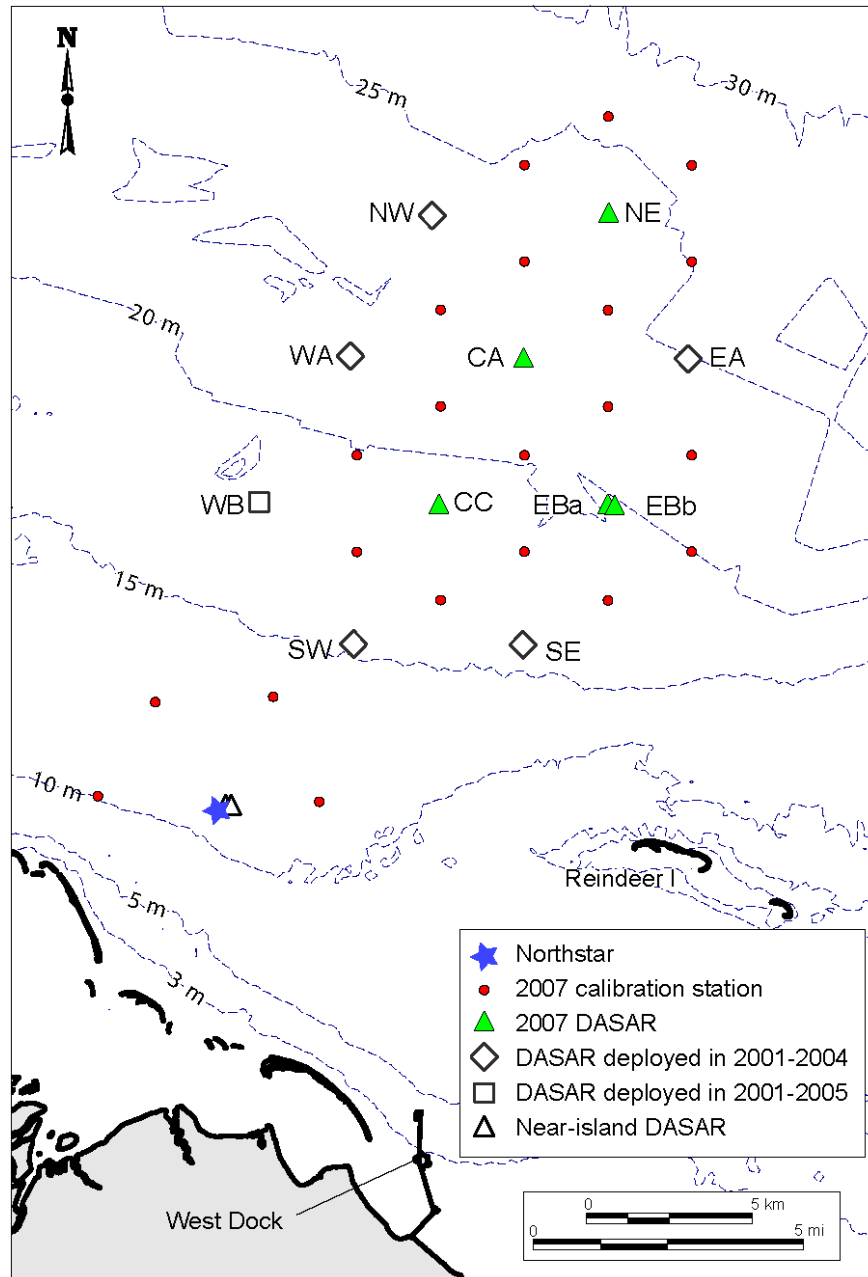 N
25 m
30 m
NW
NE
20 m
WA
CA
EA
WB
CC
EBa
EBb
15 m
SW
SE
10 m
Reindeer I
5 m
3 m
Northstar
2007 calibration station
2007 DASAR
DASAR deployed in 2001-2004
DASAR deployed in 2001-2005
Near-island DASAR
West Dock
0 5 km
0 5 mi